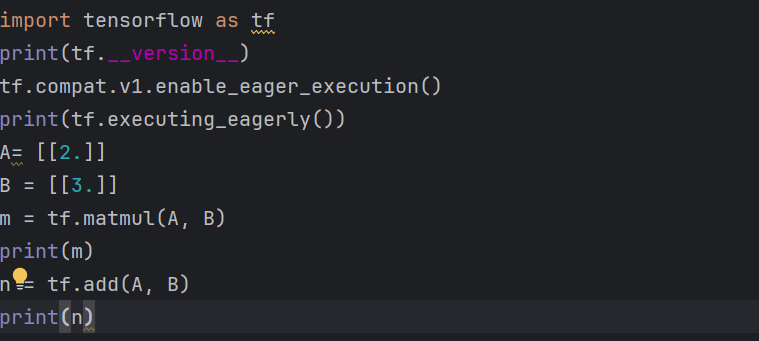 import tensorflow as tf
print(tf.__version__)
tf.compat.v1.enable_eager_execution()
print(tf.executing_eagerly())
A= [[2.]]
B = [[3.]]
m = tf.matmul(A, B)
print(m)
n = tf.add(A, B)
print(n)